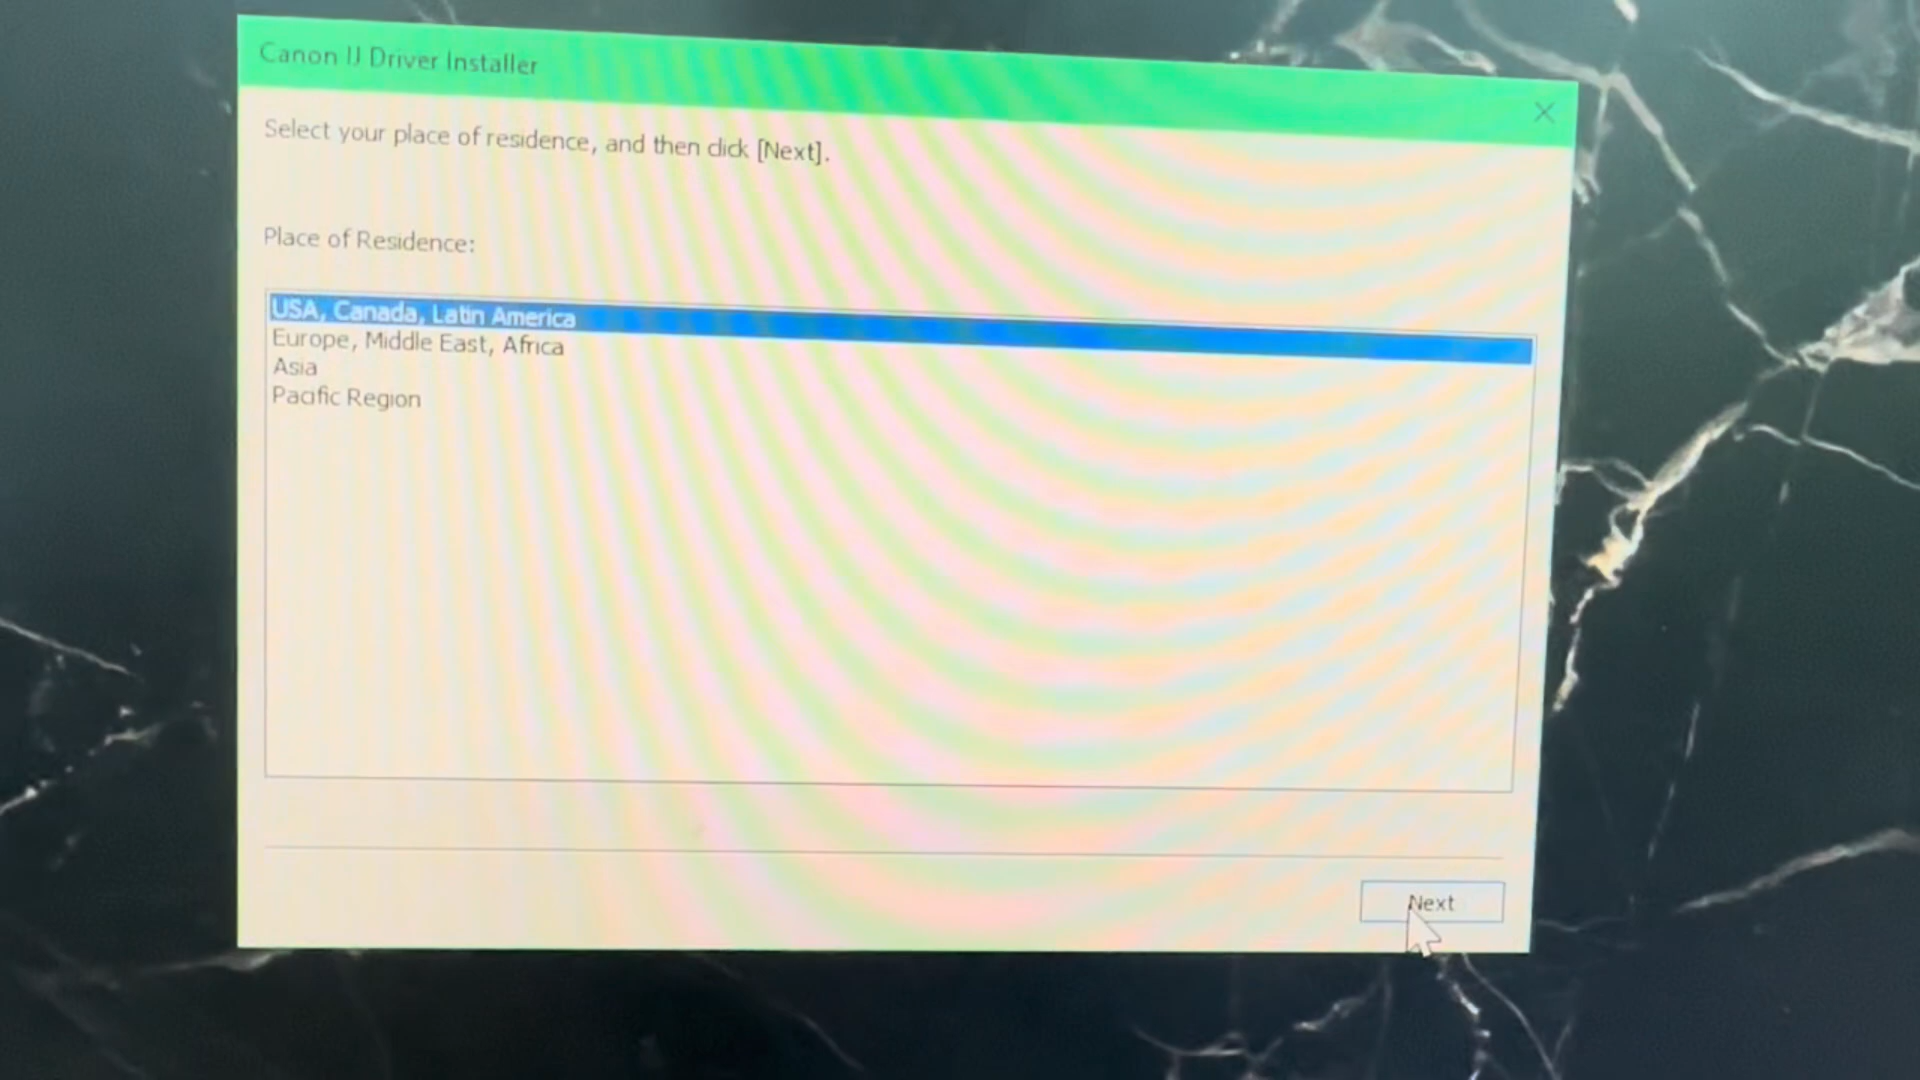 Canon IJ Driver Installer
Select your place of residence, and then click [Next].
Place of Residence:
USA, Canada, Latin America
Europe, Middle East, Africa
Asia
Pacific Region
Next